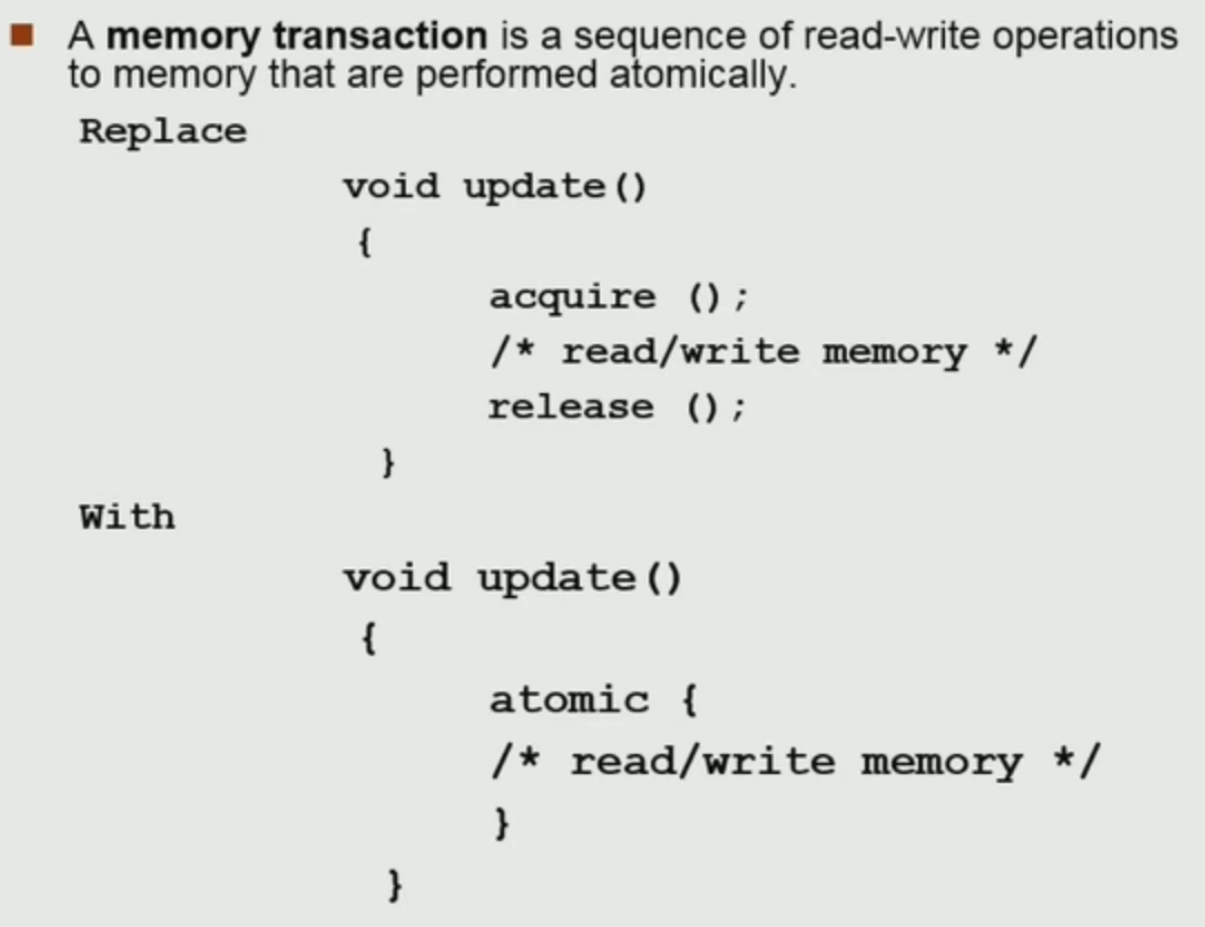 A memory transaction is a sequence of read-write operations
to memory that are performed atomically.
Replace
void update()
{
acquire ();
/* read/write memory */
release ();
}
With
void update()
{
atomic {
/* read/write memory */
}
}